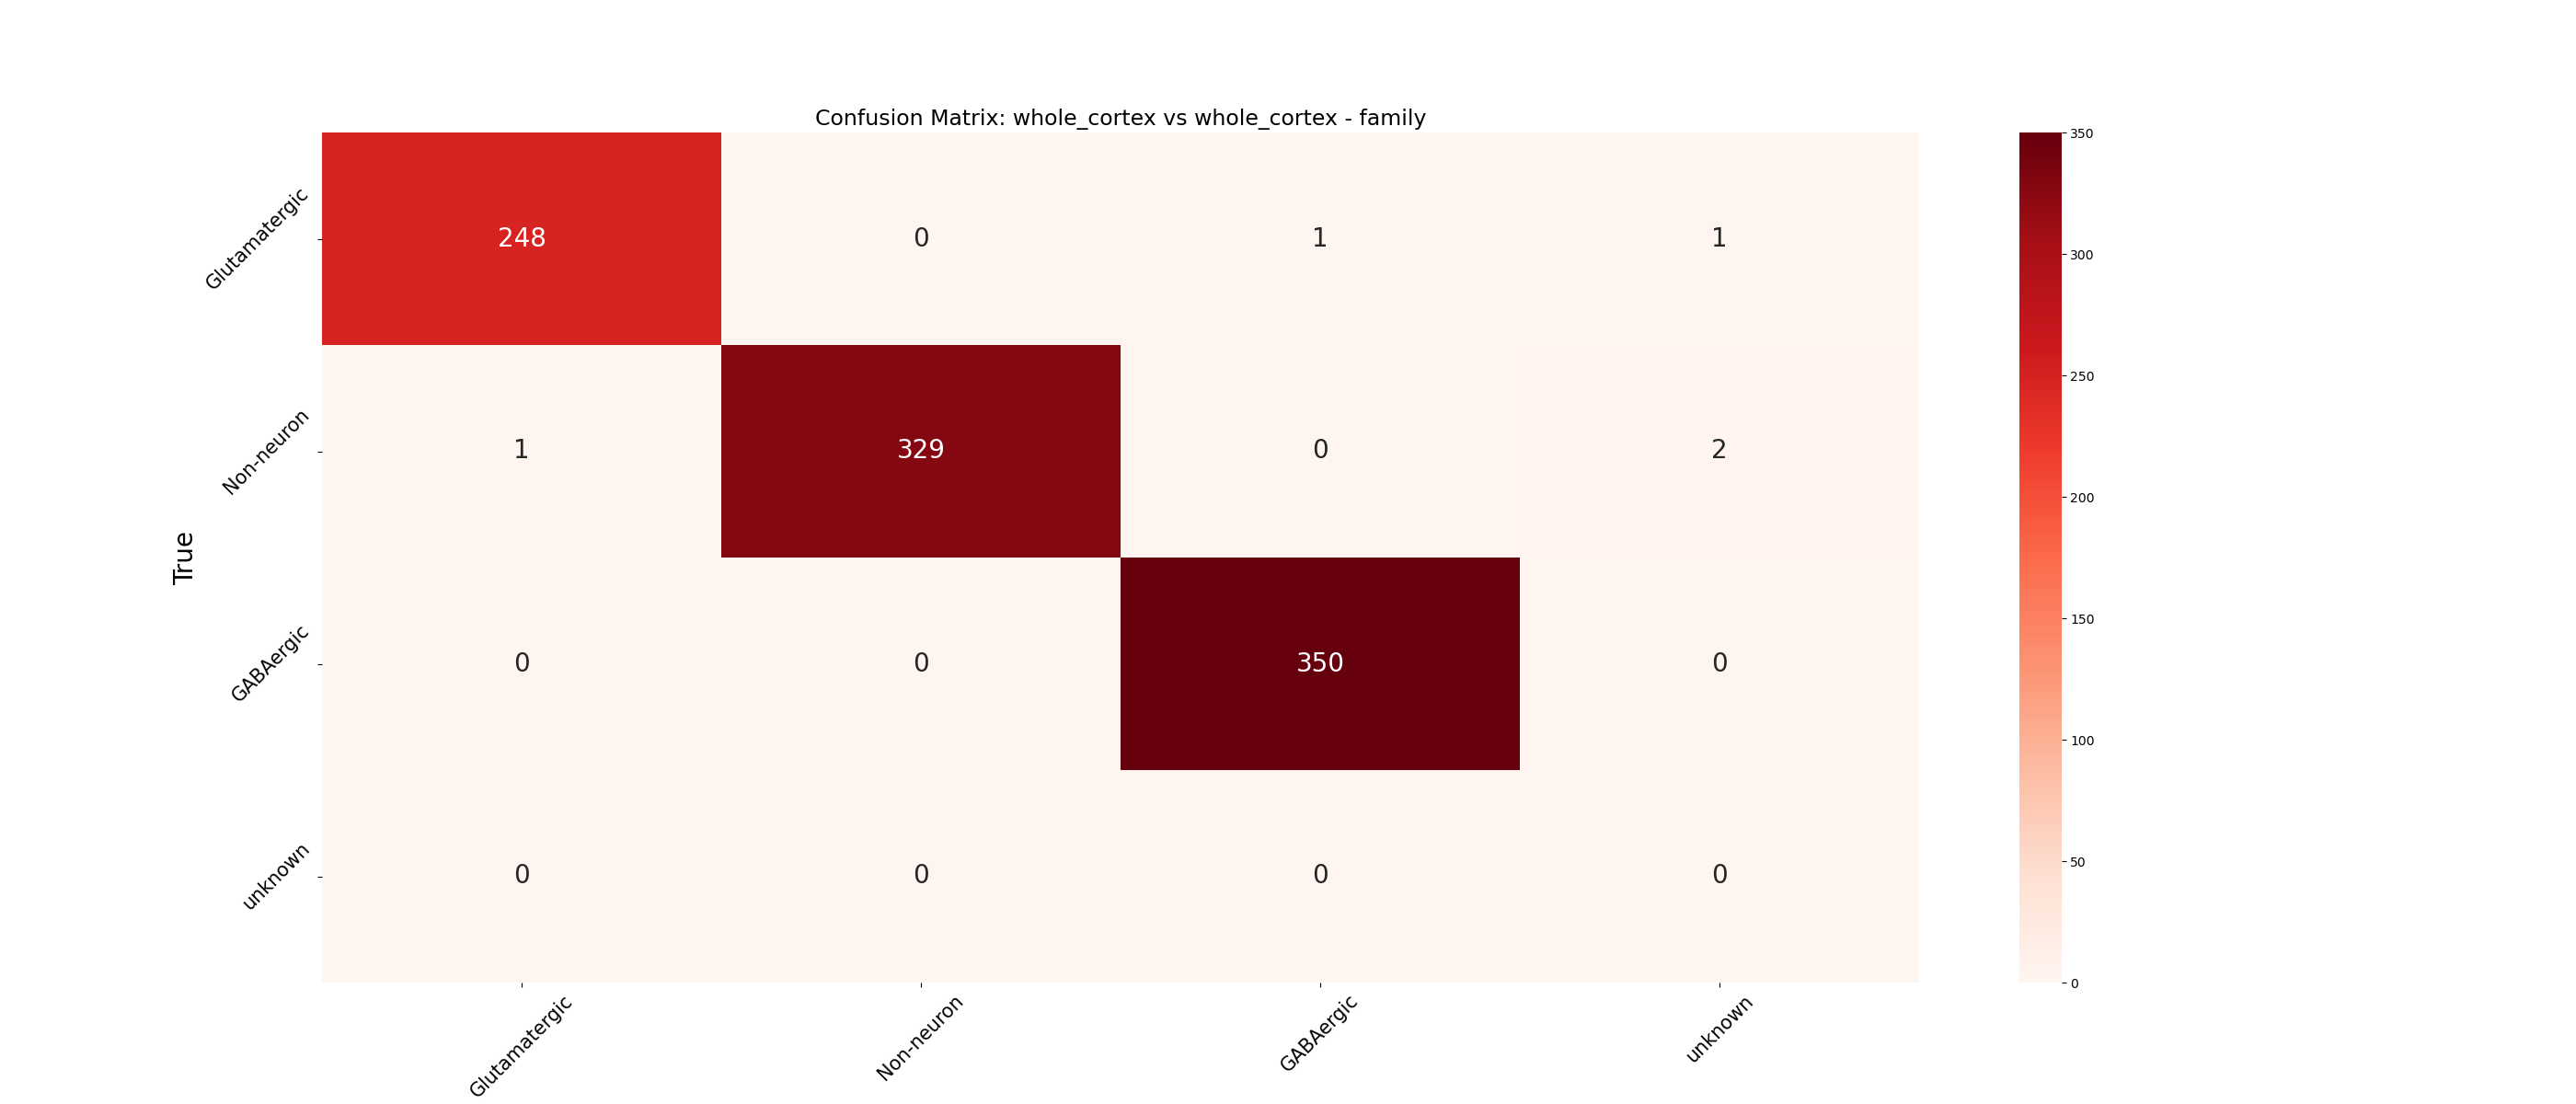 Confusion Matrix: whole_cortex vs whole_cortex - family
Glutamatergic
248
0
1
1
Non-neuron
1
329
0
2
GABAergic
0
0
350
0
unknown
0
0
0
0
True
Glutamatergic
Non-neuron
GABAergic
unknown
350
300
250
200
150
100
50
0